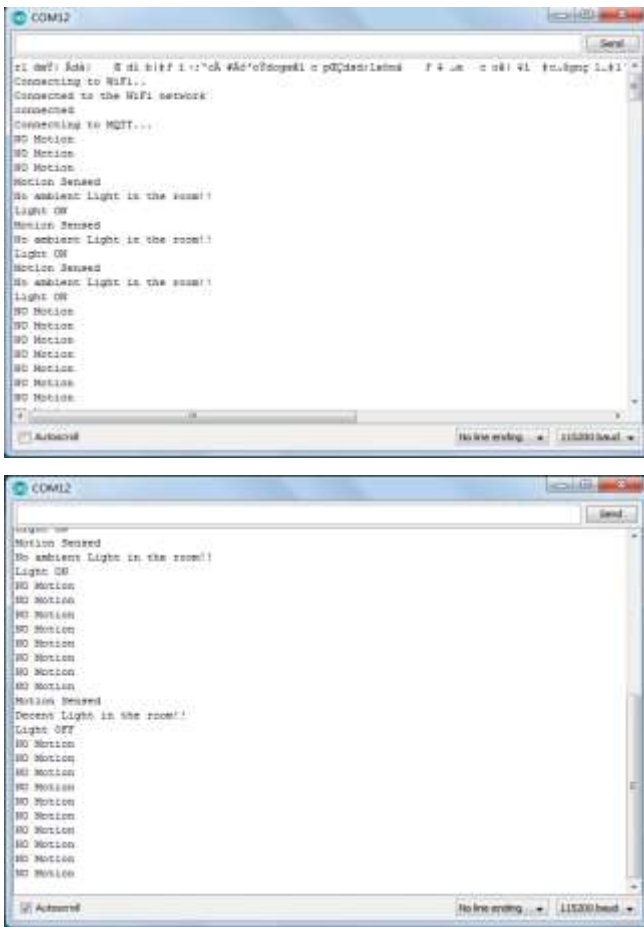 COM12
Send
Connecting to WiFi..
Connected to the WiFi network
connected
Connecting to MQTT...
NO Motion
NO Motion
NO Motion
Motion Sensed
No ambient Light in the room!!
Light ON
Motion Sensed
No ambient Light in the room!!
Light ON
Motion Sensed
No ambient Light in the room!!
Light ON
NO Motion
NO Motion
NO Motion
NO Motion
NO Motion
NO Motion
NO Motion
Autoscroll
No line ending
115200 baud
COM12
Send
Light ON
Motion Sensed
No ambient Light in the room!!
Light ON
NO Motion
NO Motion
NO Motion
NO Motion
NO Motion
NO Motion
NO Motion
NO Motion
Motion Sensed
Decent Light in the room!!
Light OFF
NO Motion
NO Motion
NO Motion
NO Motion
NO Motion
NO Motion
NO Motion
NO Motion
NO Motion
NO Motion
Autoscroll
No line ending
115200 baud